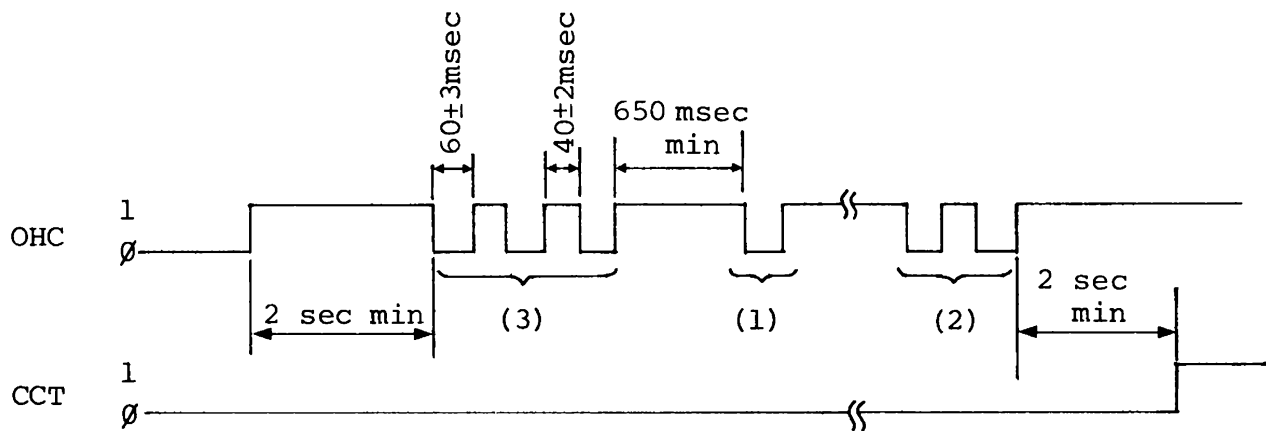 60±3msec
40±2msec
650 msec
min
1
OHC
Ø
2 sec min
(3)
(1)
(2)
2 sec
min
1
CCT
Ø